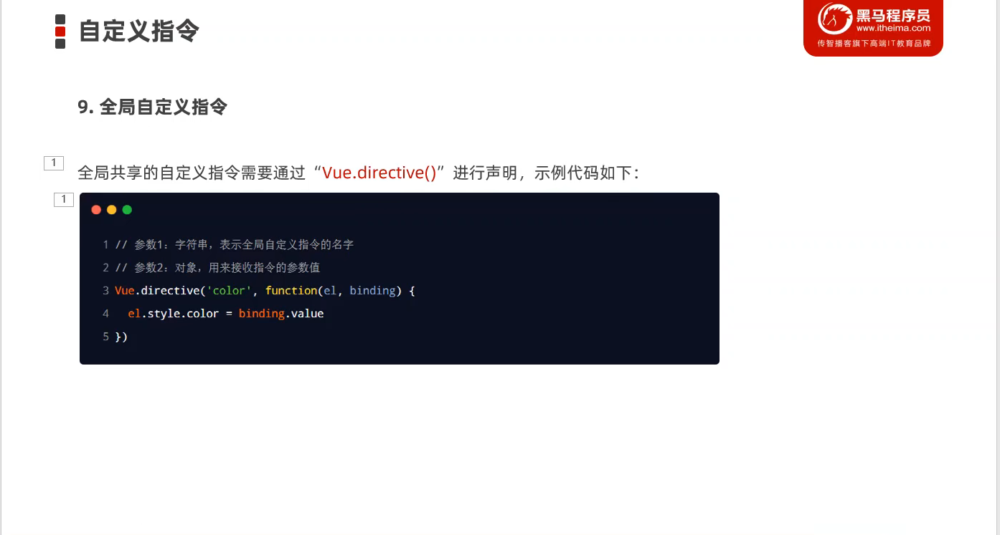 自定义指令
黑马程序员
www.itheima.com
传智播客旗下高端IT教育品牌
9. 全局自定义指令
1
全局共享的自定义指令需要通过“Vue.directive()”进行声明，示例代码如下：
1
1 // 参数1：字符串，表示全局自定义指令的名字
2 // 参数2：对象，用来接收指令的参数值
3 Vue.directive('color', function(el, binding) {
4   el.style.color = binding.value
5 })